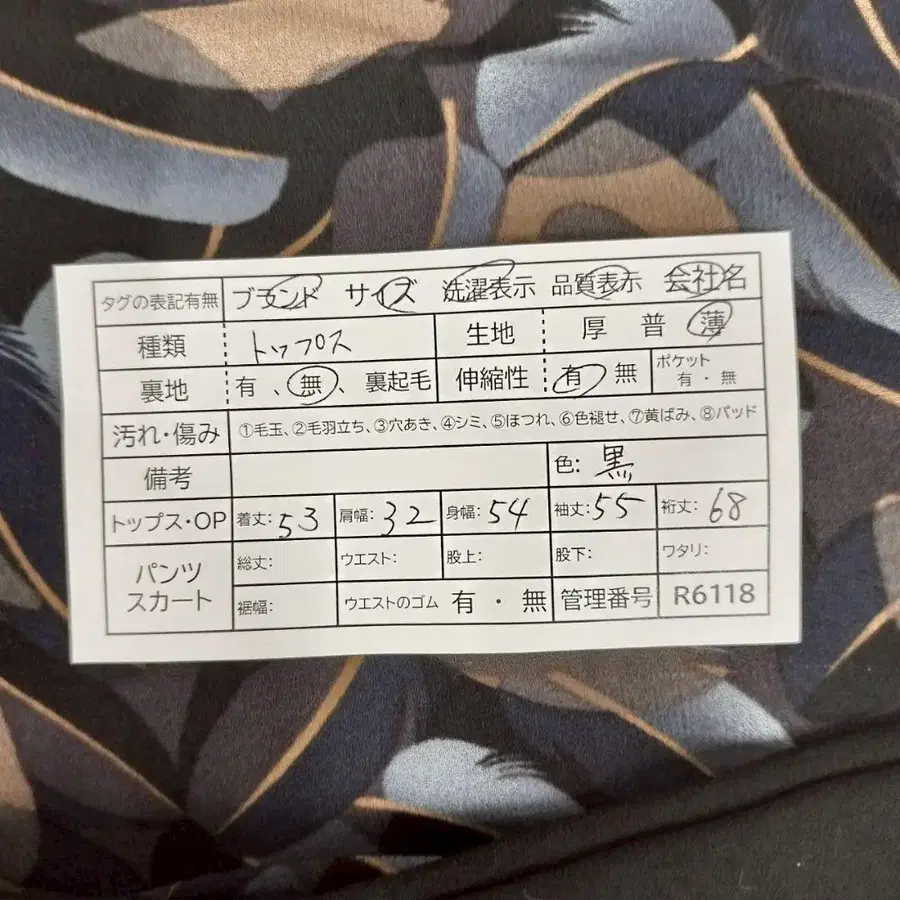 タグの表記有無 ブランド サイズ 洗濯表示 品質表示 会社名
種類 トップス 生地 厚 普 薄
裏地 有 、無、 裏起毛 伸縮性 有 無 ポケット 有・無
汚れ・傷み ①毛玉、②毛羽立ち、③穴あき、④シミ、⑤ほつれ、⑥色褪せ、⑦黄ばみ、⑧パッド
備考 色: 黒
トップス・OP 着丈: 53 肩幅: 32 身幅: 54 袖丈: 55 裄丈: 68
パンツ スカート 総丈: ウエスト: 股上: 股下: ワタリ:
裾幅: ウエストのゴム 有 ・ 無 管理番号 R6118